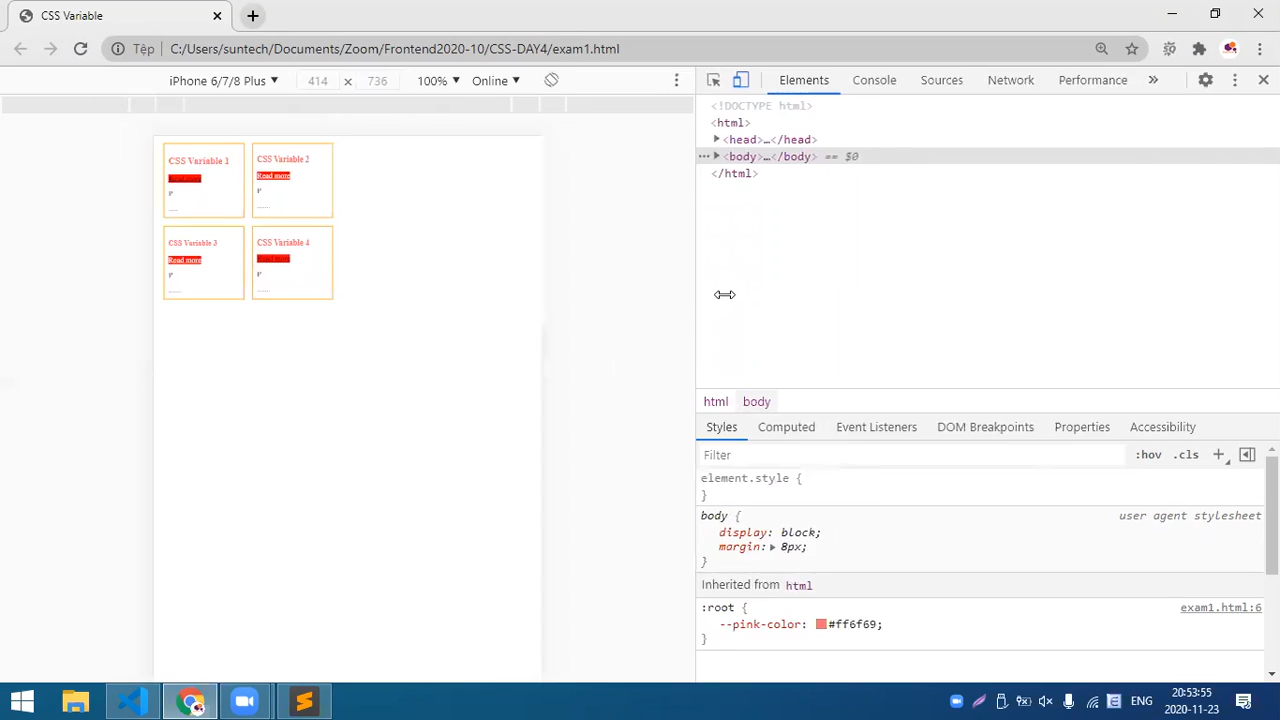 CSS Variable
Tệp C:/Users/suntech/Documents/Zoom/Frontend2020-10/CSS-DAY4/exam1.html
iPhone 6/7/8 Plus 414 × 736 100% Online
Elements Console Sources Network Performance
<!DOCTYPE html>
<html>
<head>…</head>
<body>…</body> == $0
</html>
CSS Variable 1
Read more
P
CSS Variable 2
Read more
P
CSS Variable 3
Read more
P
CSS Variable 4
Read more
P
html body
Styles Computed Event Listeners DOM Breakpoints Properties Accessibility
Filter :hov .cls
element.style {
}
body { user agent stylesheet
display: block;
margin: 8px;
}
Inherited from html
:root { exam1.html:6
--pink-color: #ff6f69;
}
ENG
20:53:55
2020-11-23